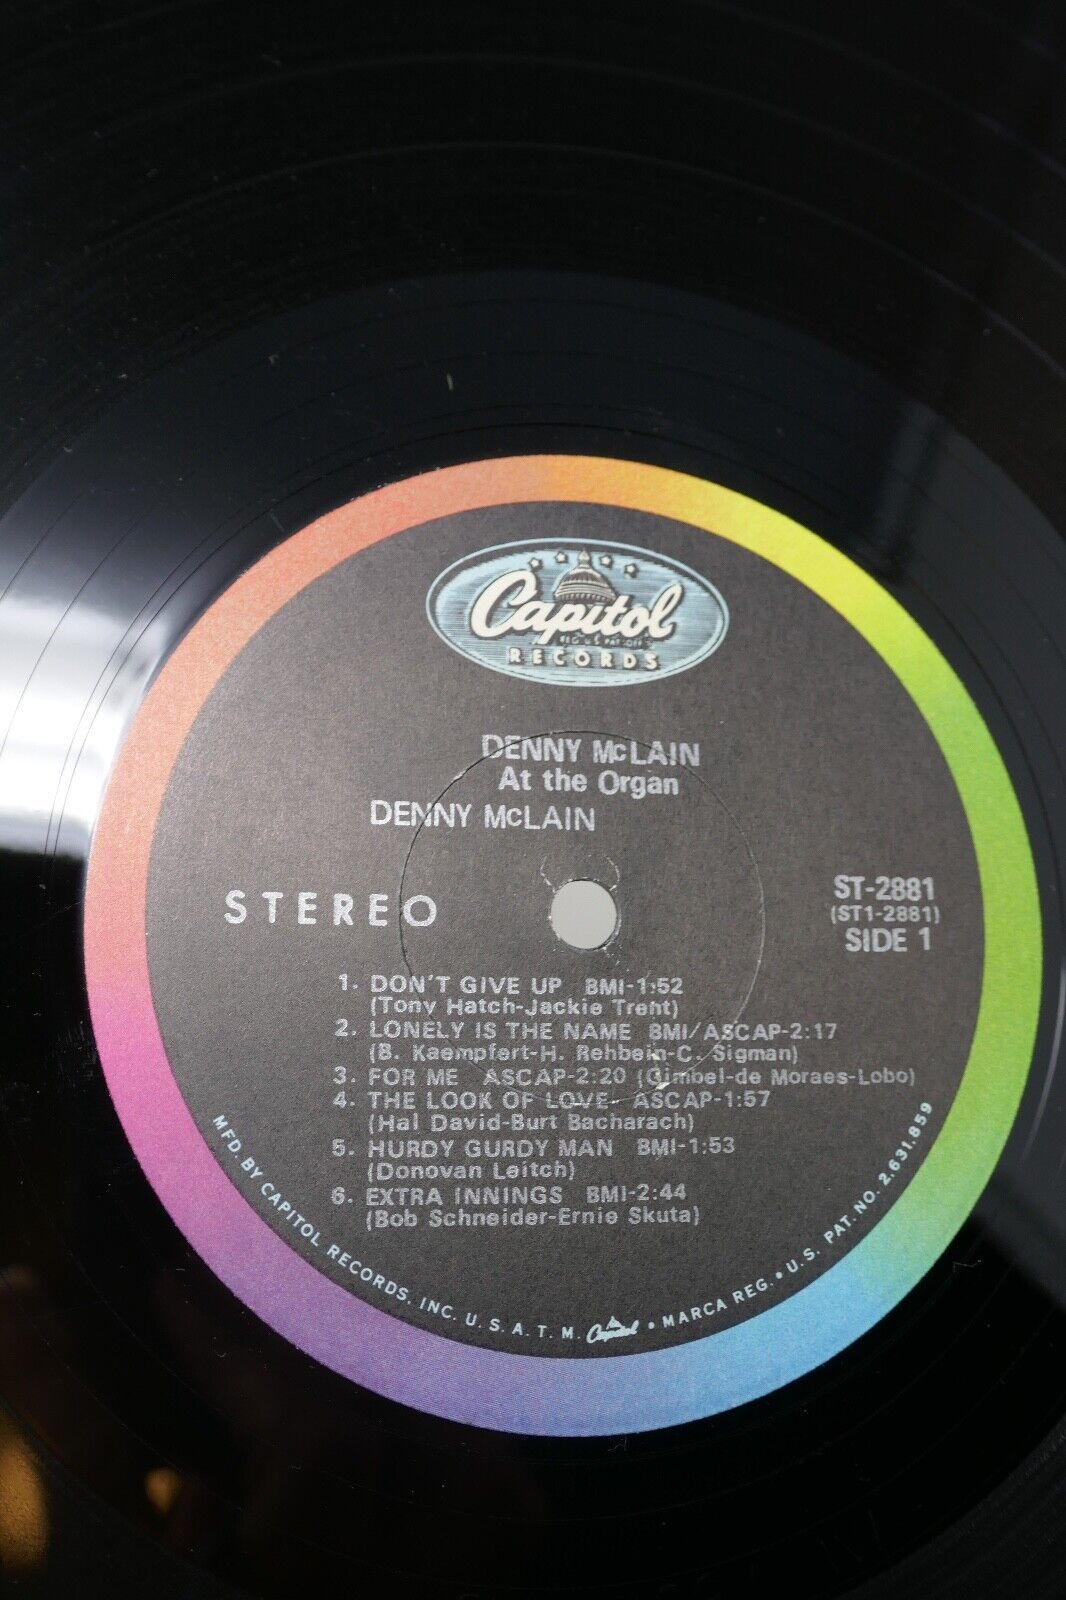 Capitol
RECORDS
DENNY McLAIN
At the Organ
DENNY McLAIN
STEREO
ST-2881
(ST1-2881)
SIDE 1
1. DON'T GIVE UP BMI-1:52
(Tony Hatch-Jackie Trent)
2. LONELY IS THE NAME BMI/ASCAP-2:17
(B. Kaempfert-H. Rehbein-C. Sigman)
3. FOR ME ASCAP-2:20 (Gimbel-de Moraes-Lobo)
4. THE LOOK OF LOVE- ASCAP-1:57
(Hal David-Burt Bacharach)
5. HURDY GURDY MAN BMI-1:53
(Donovan Leitch)
6. EXTRA INNINGS BMI-2:44
(Bob Schneider-Ernie Skuta)
MFD. BY CAPITOL RECORDS, INC. U.S.A. T.M. Capitol • MARCA REG. • U.S. PAT. NO. 2,631,859